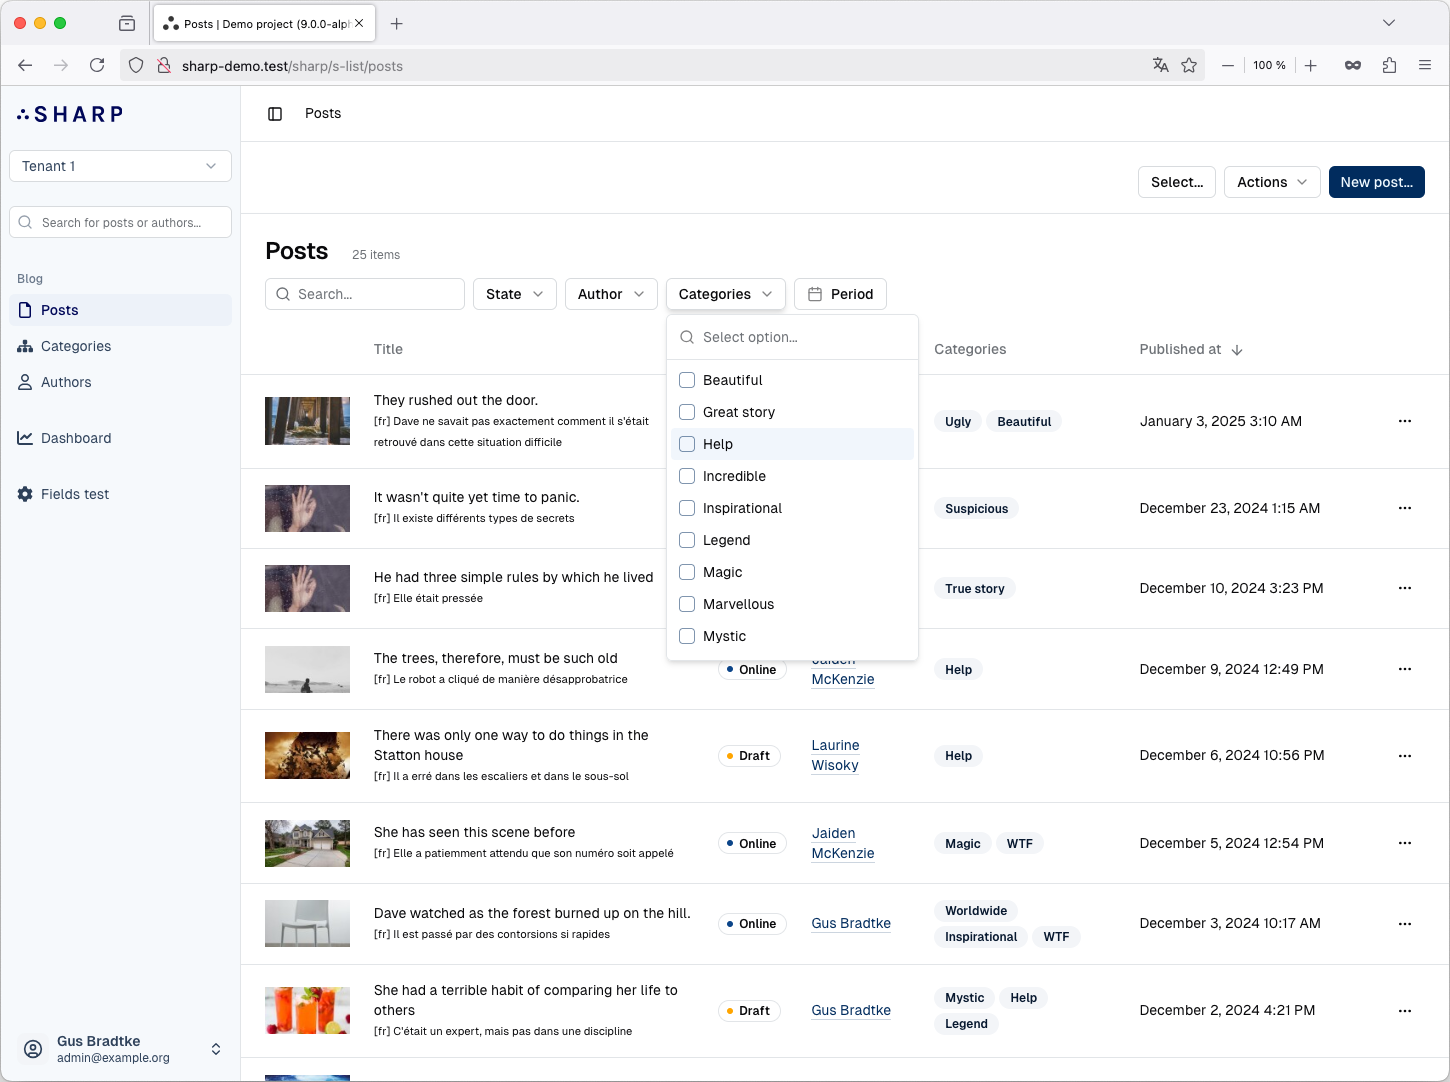 Posts | Demo project (9.0.0-alp
sharp-demo.test/sharp/s-list/posts
100 %
SHARP
Posts
Tenant 1
Select...
Actions
New post...
Search for posts or authors...
Blog
Posts
Categories
Authors
Dashboard
Fields test
Gus Bradtke
admin@example.org
Posts
25 items
Search...
State
Author
Categories
Period
Select option...
Beautiful
Great story
Help
Incredible
Inspirational
Legend
Magic
Marvellous
Mystic
Title
Categories
Published at
They rushed out the door.
[fr] Dave ne savait pas exactement comment il s'était
retrouvé dans cette situation difficile
Ugly
Beautiful
January 3, 2025 3:10 AM
It wasn't quite yet time to panic.
[fr] Il existe différents types de secrets
Suspicious
December 23, 2024 1:15 AM
He had three simple rules by which he lived
[fr] Elle était pressée
True story
December 10, 2024 3:23 PM
The trees, therefore, must be such old
[fr] Le robot a cliqué de manière désapprobatrice
Online
Jaiden
McKenzie
Help
December 9, 2024 12:49 PM
There was only one way to do things in the
Statton house
[fr] Il a erré dans les escaliers et dans le sous-sol
Draft
Laurine
Wisoky
Help
December 6, 2024 10:56 PM
She has seen this scene before
[fr] Elle a patiemment attendu que son numéro soit appelé
Online
Jaiden
McKenzie
Magic
WTF
December 5, 2024 12:54 PM
Dave watched as the forest burned up on the hill.
[fr] Il est passé par des contorsions si rapides
Online
Gus Bradtke
Worldwide
Inspirational
WTF
December 3, 2024 10:17 AM
She had a terrible habit of comparing her life to
others
[fr] C'était un expert, mais pas dans une discipline
Draft
Gus Bradtke
Mystic
Help
Legend
December 2, 2024 4:21 PM